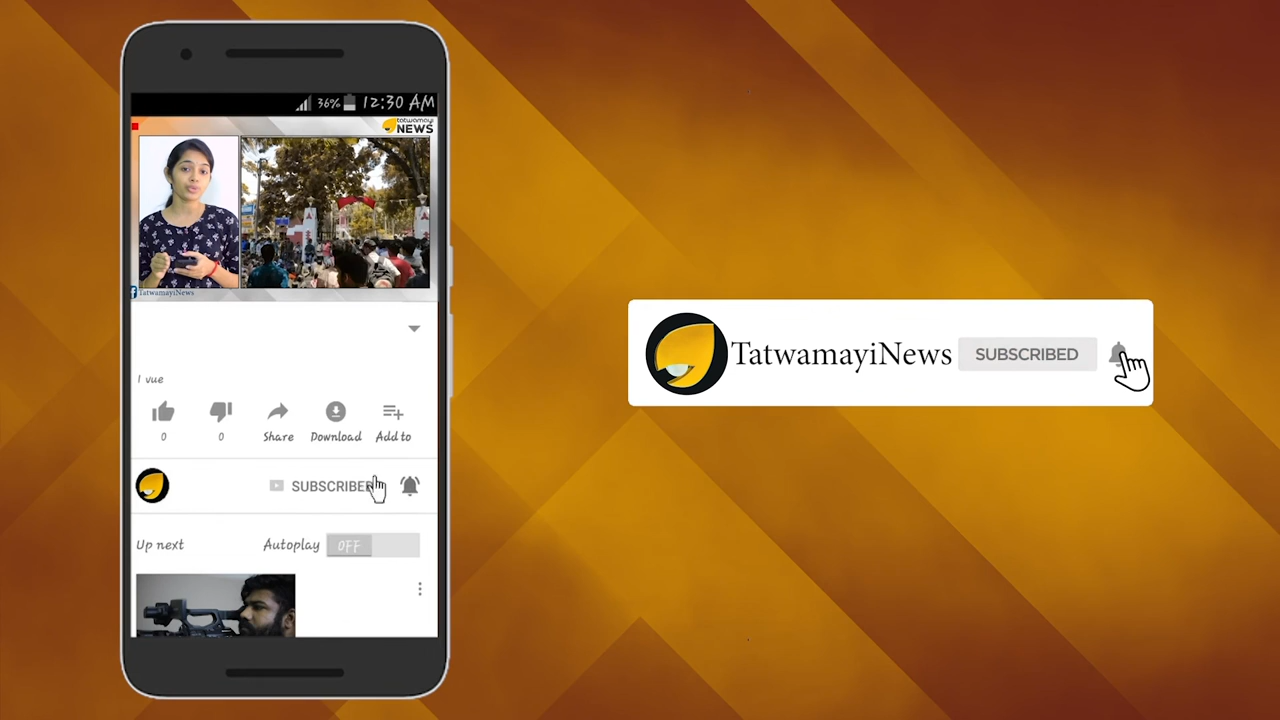 36% 12:30 AM
tatwamayi
NEWS
TatwamayiNews
1 vue
0 0 Share Download Add to
SUBSCRIBED
Up next Autoplay OFF
TatwamayiNews SUBSCRIBED